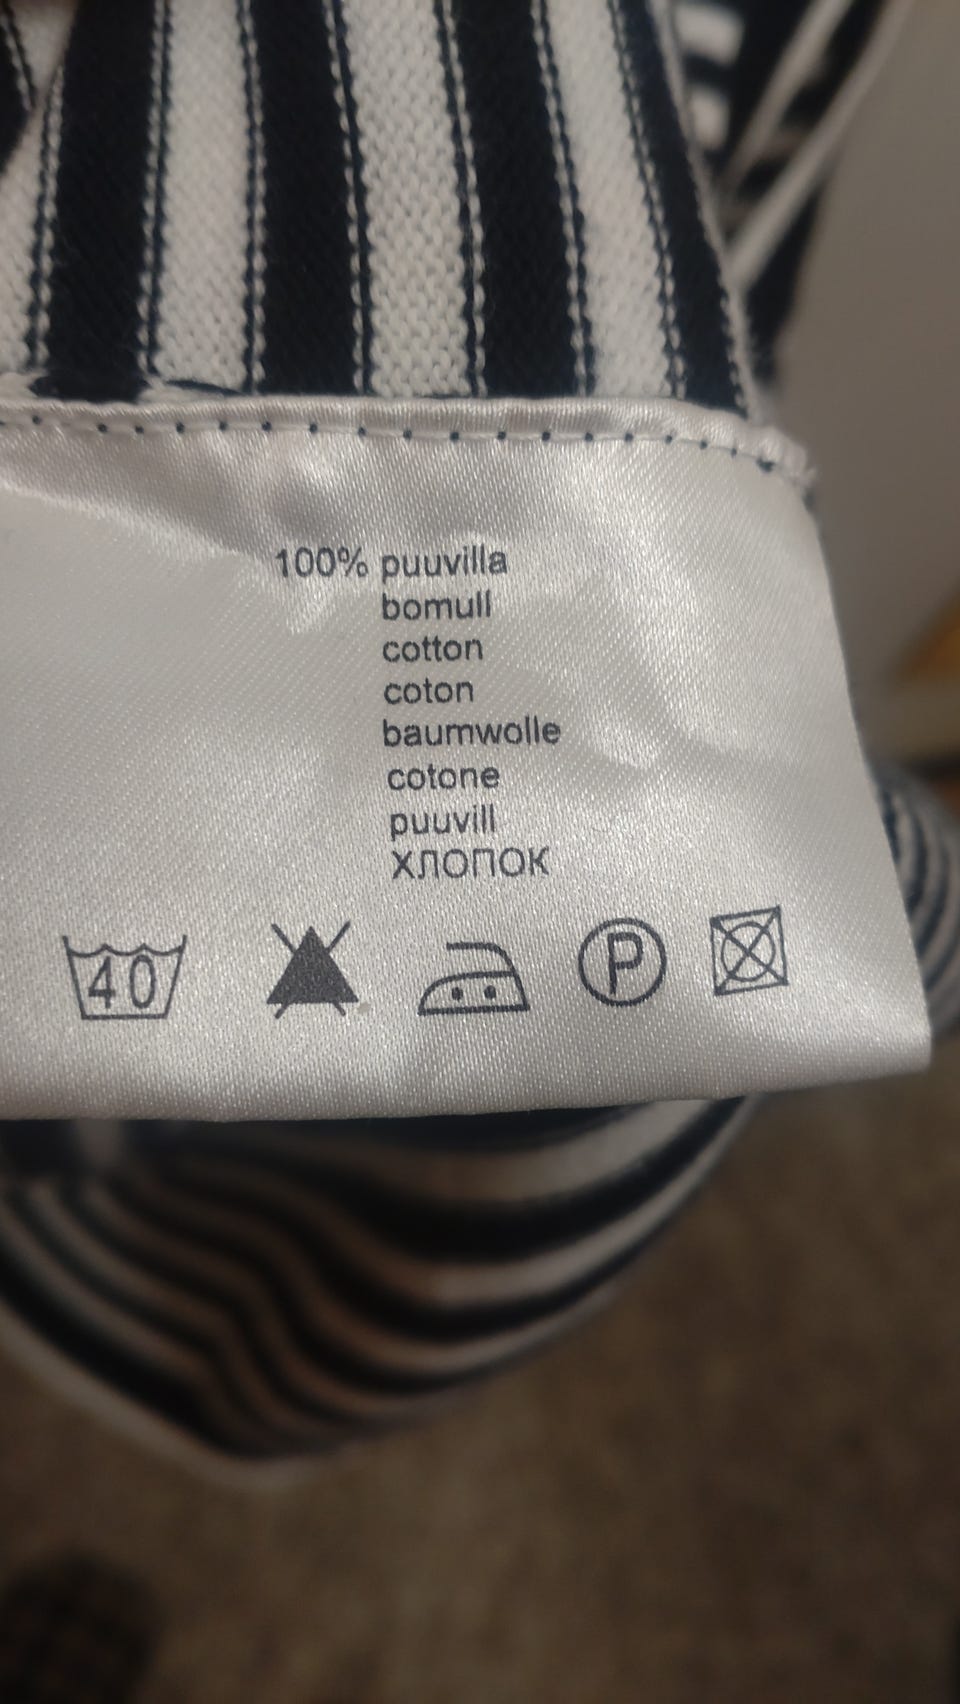 100% puuvilla
bomull
cotton
coton
baumwolle
cotone
puuvill
хлопок
40 P